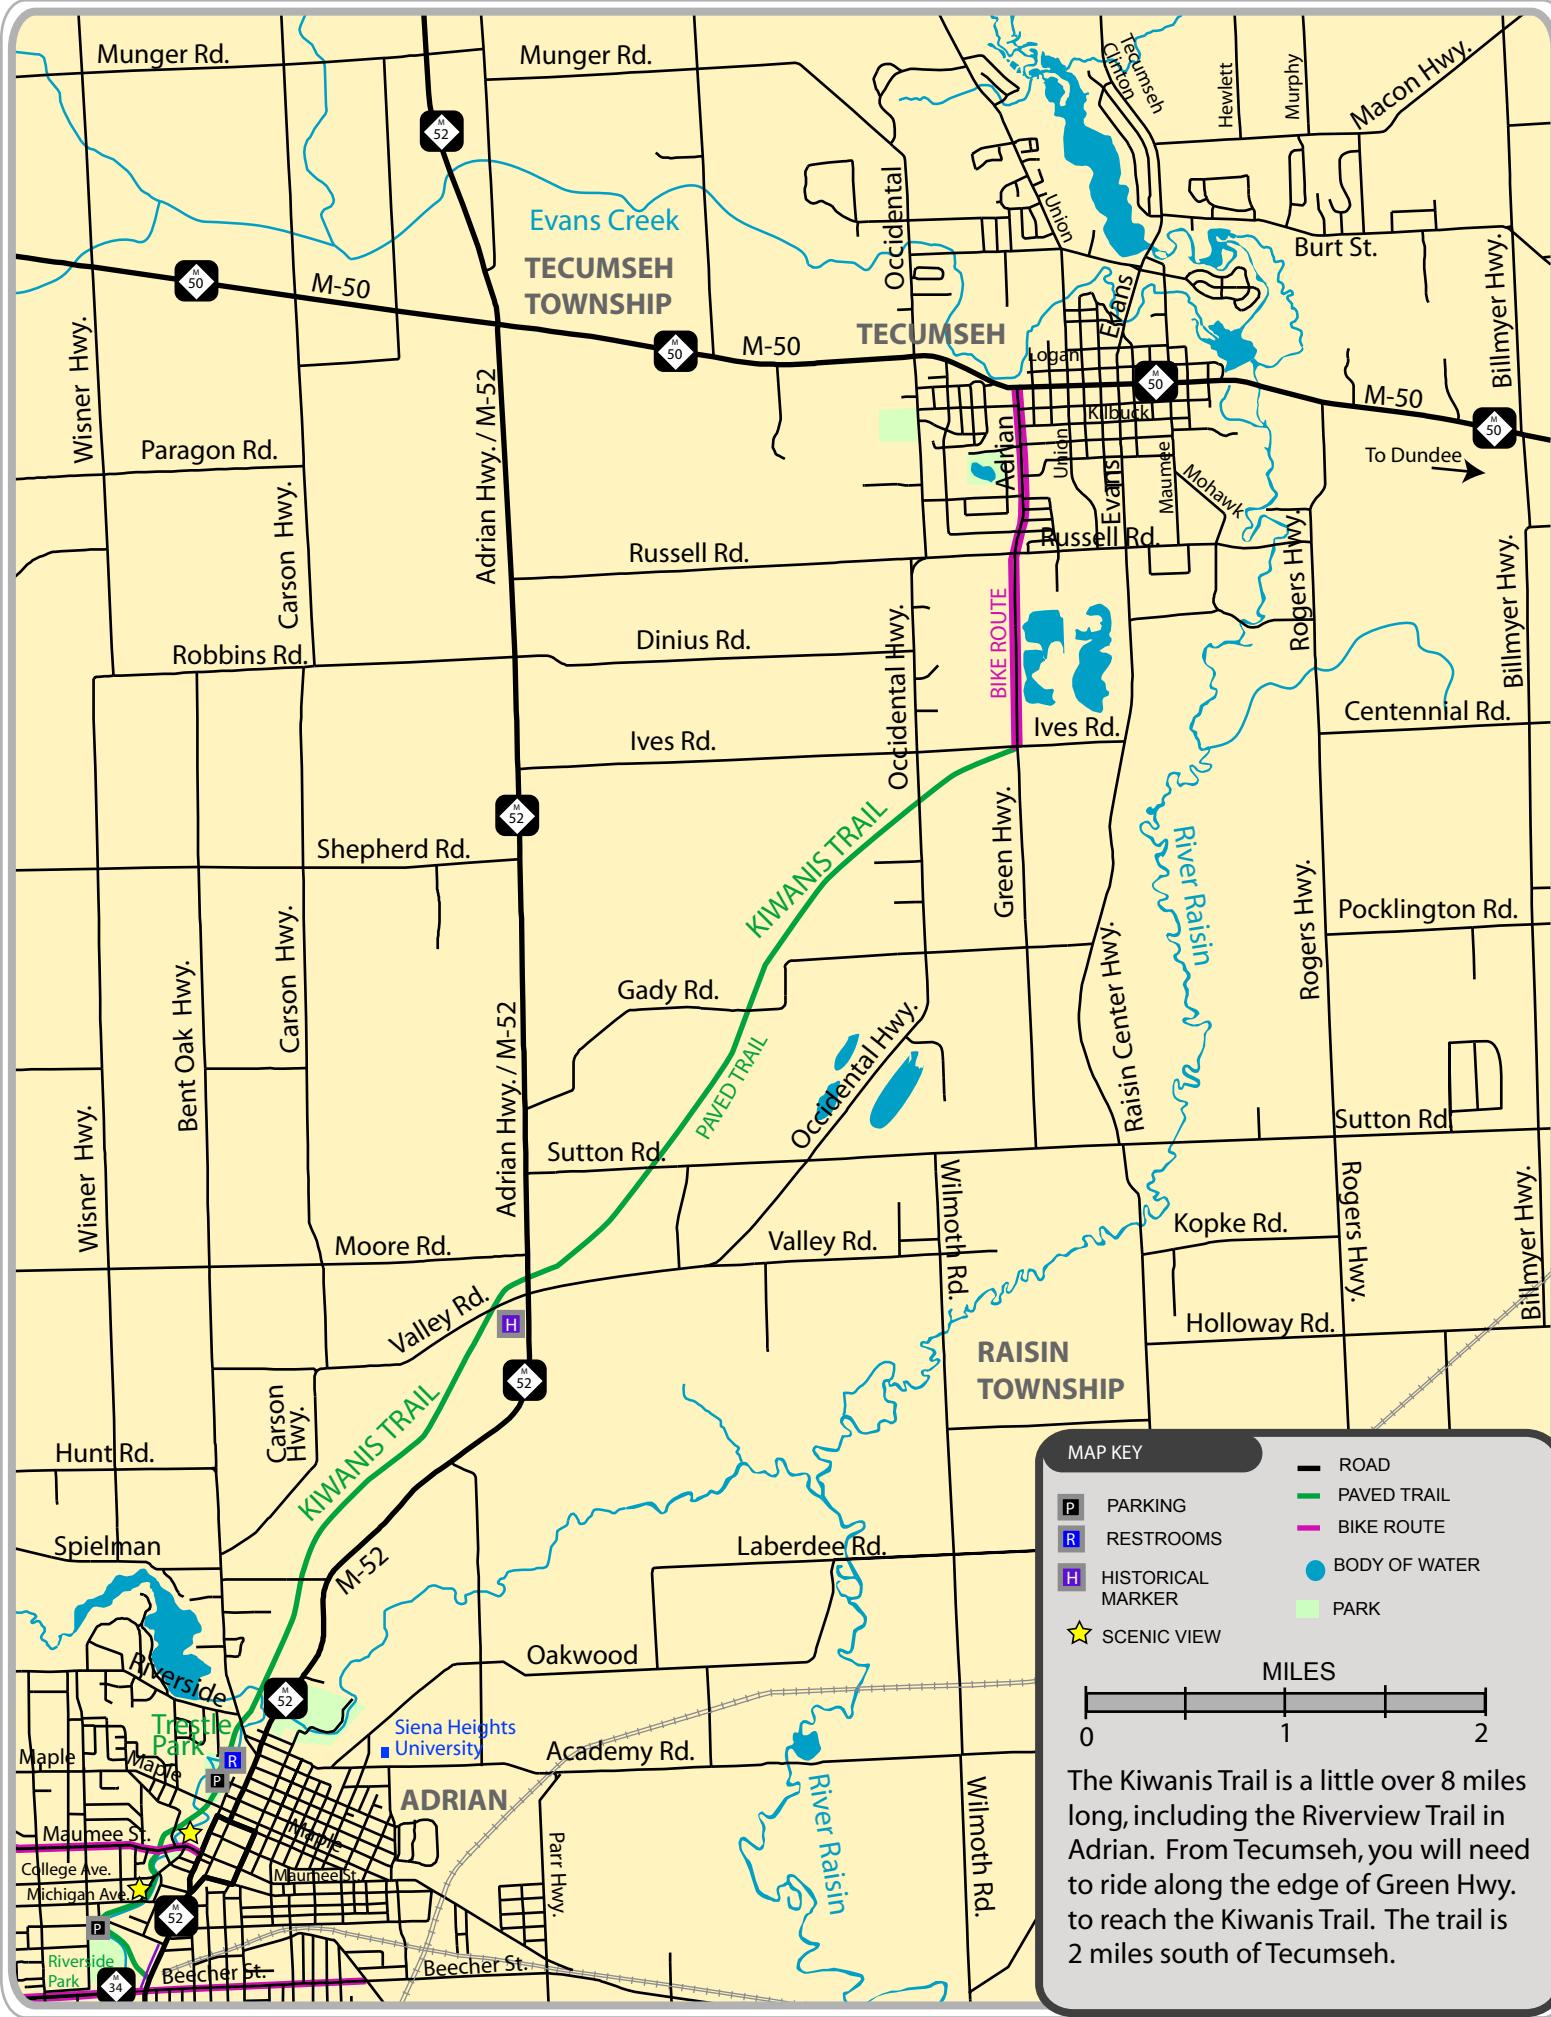 Munger Rd.
Munger Rd.
Tecumseh
Clinton
Hewlett
Murphy
Macon Hwy.
M
52
Evans Creek
TECUMSEH
TOWNSHIP
Occidental
Union
Burt St.
Billmyer Hwy.
M
50
M-50
M
50
M-50
TECUMSEH
Evans
Logan
M
50
Kilbuck
M-50
M
50
To Dundee
Wisner Hwy.
Paragon Rd.
Carson Hwy.
Adrian Hwy. / M-52
Adrian
Union
Evans
Maumee
Mohawk
Russell Rd.
Russell Rd.
Rogers Hwy.
Billmyer Hwy.
Robbins Rd.
Dinius Rd.
Occidental Hwy.
BIKE ROUTE
Ives Rd.
Ives Rd.
Centennial Rd.
M
52
Shepherd Rd.
KIWANIS TRAIL
Green Hwy.
River Raisin
Rogers Hwy.
Pocklington Rd.
Bent Oak Hwy.
Carson Hwy.
Adrian Hwy. / M-52
Gady Rd.
PAVED TRAIL
Occidental Hwy.
Raisin Center Hwy.
Sutton Rd.
Sutton Rd.
Wisner Hwy.
Moore Rd.
Valley Rd.
Valley Rd.
Wilmoth Rd.
Kopke Rd.
Rogers Hwy.
Billmyer Hwy.
Holloway Rd.
H
M
52
RAISIN
TOWNSHIP
Carson
Hwy.
KIWANIS TRAIL
Hunt Rd.
Spielman
M-52
Laberdee Rd.
Oakwood
Riverside
M
52
Trestle
Park
R
P
Siena Heights
University
Academy Rd.
ADRIAN
Maple
Maple
Maple
Maumee St.
Maumee St.
College Ave.
Michigan Ave.
M
52
P
Riverside
Park
M
34
Beecher St.
Beecher St.
Parr Hwy.
River Raisin
Wilmoth Rd.
MAP KEY
P PARKING
R RESTROOMS
H HISTORICAL
MARKER
SCENIC VIEW
ROAD
PAVED TRAIL
BIKE ROUTE
BODY OF WATER
PARK
MILES
0 1 2
The Kiwanis Trail is a little over 8 miles
long, including the Riverview Trail in
Adrian. From Tecumseh, you will need
to ride along the edge of Green Hwy.
to reach the Kiwanis Trail. The trail is
2 miles south of Tecumseh.